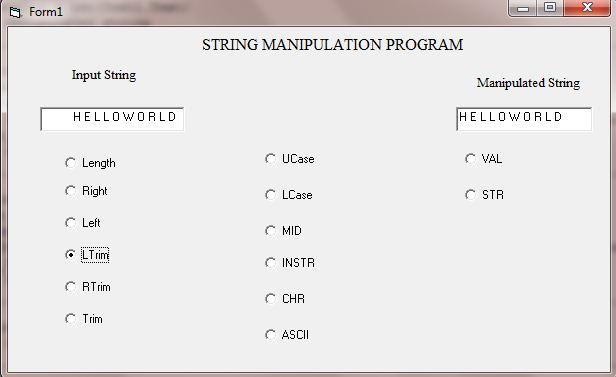 Form1
STRING MANIPULATION PROGRAM
Input String
Manipulated String
HELLOWORLD
HELLOWORLD
Length
UCase
VAL
Right
LCase
STR
Left
MID
LTrim
INSTR
RTrim
CHR
Trim
ASCII